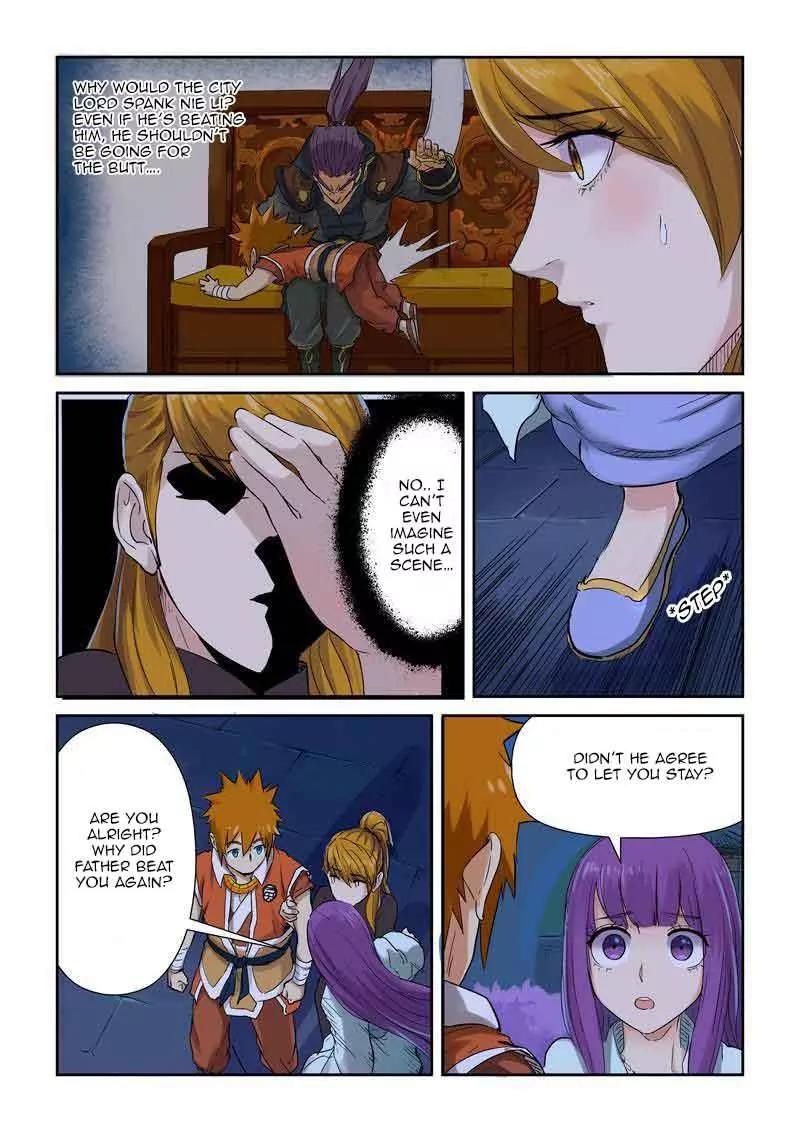 WHY WOULD THE CITY
LORD SPANK NIE LI?
EVEN IF HE'S BEATING
HIM, HE SHOULDN'T
BE GOING FOR
THE BUTT....
NO.. I
CAN'T
EVEN
IMAGINE
SUCH A
SCENE...
*STEP*
ARE YOU
ALRIGHT?
WHY DID
FATHER BEAT
YOU AGAIN?
DIDN'T HE AGREE
TO LET YOU STAY?